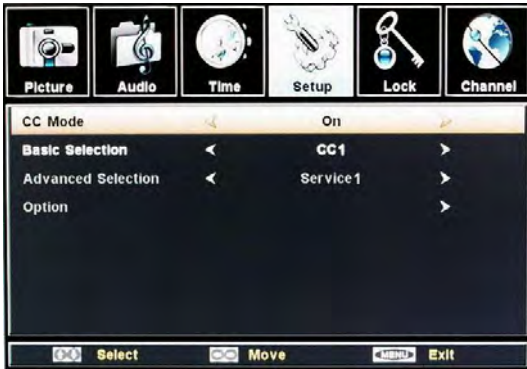 Picture Audio Time Setup Lock Channel
CC Mode On
Basic Selection CC1
Advanced Selection Service1
Option
Select Move MENU Exit